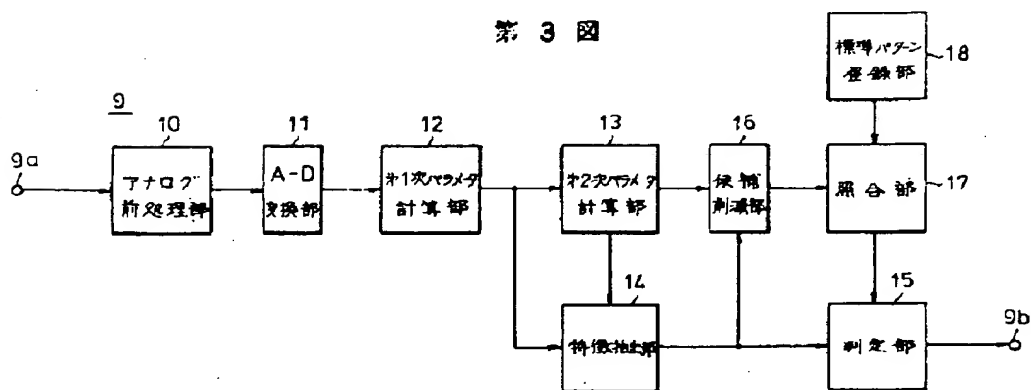 第 3 図
標準パターン
登録部
18
9
10
11
12
13
16
9a
アナログ
前処理部
A-D
変換部
第1次パラメータ
計算部
第2次パラメータ
計算部
候補
削減部
照合部
17
14
15
9b
特徴抽出部
判定部